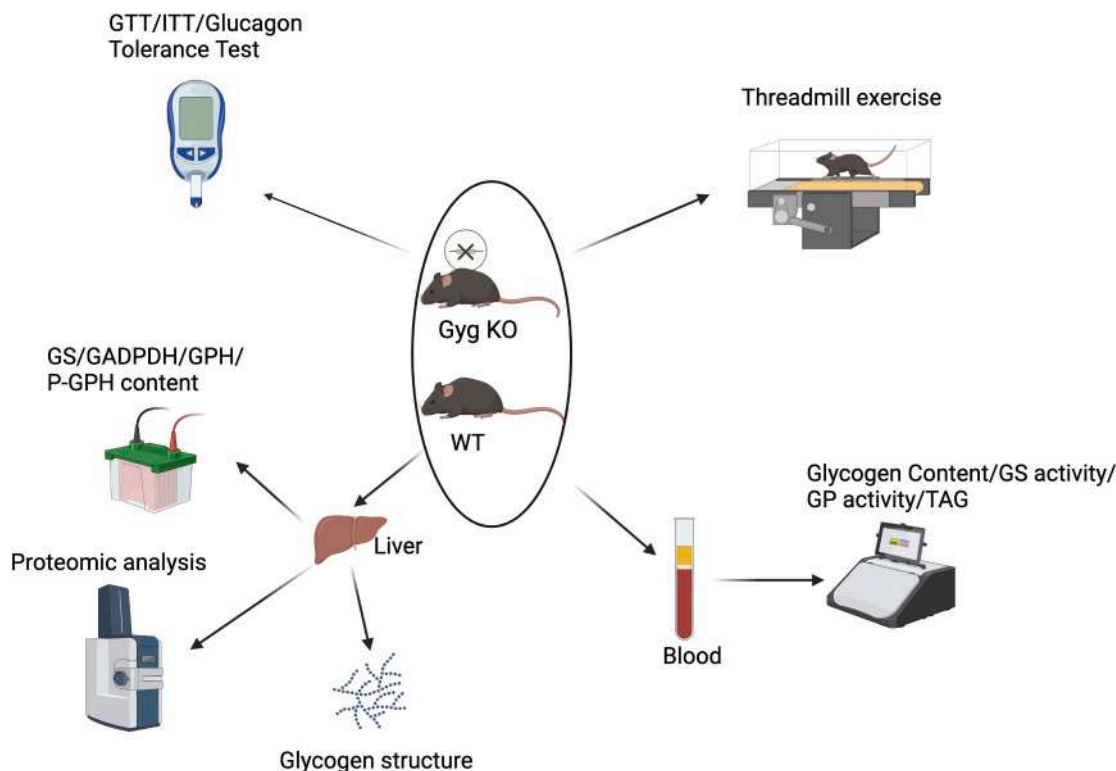 GTT/ITT/Glucagon
Tolerance Test
Threadmill exercise
Gyg KO
WT
GS/GADPDH/GPH/
P-GPH content
Liver
Proteomic analysis
Glycogen structure
Glycogen Content/GS activity/
GP activity/TAG
Blood